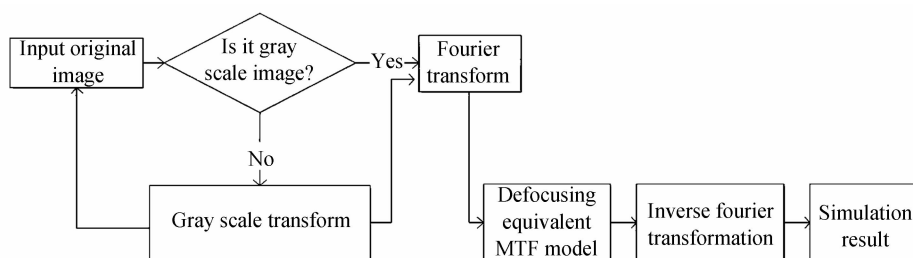 Input original
image
Is it gray
scale image?
Yes
Fourier
transform
No
Gray scale transform
Defocusing
equivalent
MTF model
Inverse fourier
transformation
Simulation
result